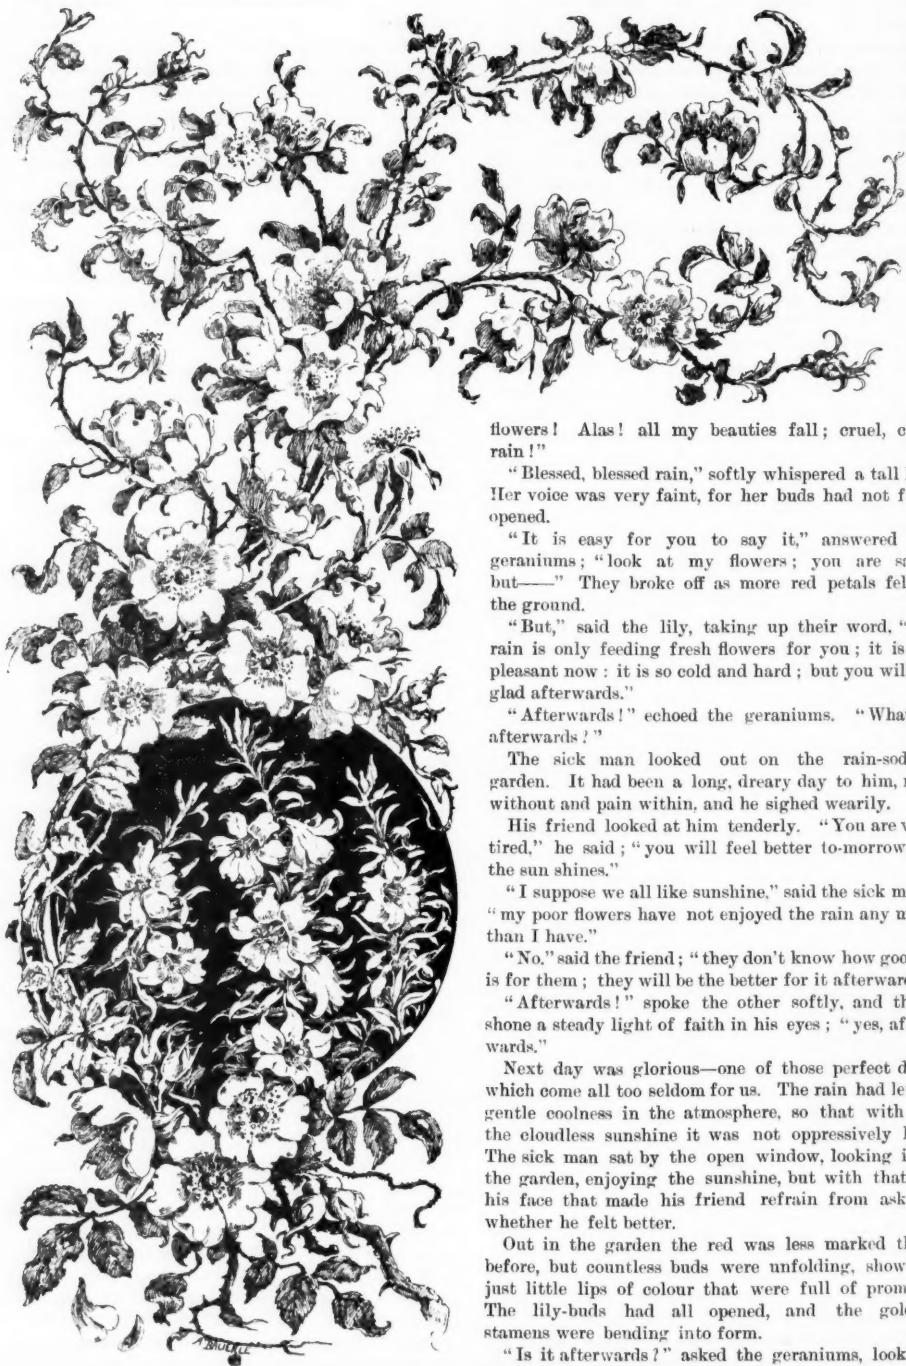 flowers! Alas! all my beauties fall; cruel, c
rain!"
"Blessed, blessed rain," softly whispered a tall l
Her voice was very faint, for her buds had not f
opened.
"It is easy for you to say it," answered
geraniums; "look at my flowers; you are sa
but——" They broke off as more red petals fel
the ground.
"But," said the lily, taking up their word, "
rain is only feeding fresh flowers for you; it is
pleasant now: it is so cold and hard; but you wil
glad afterwards."
"Afterwards!" echoed the geraniums. "What
afterwards?"
The sick man looked out on the rain-sod
garden. It had been a long, dreary day to him, r
without and pain within, and he sighed wearily.
His friend looked at him tenderly. "You are v
tired," he said; "you will feel better to-morrow
the sun shines."
"I suppose we all like sunshine," said the sick m
"my poor flowers have not enjoyed the rain any m
than I have."
"No," said the friend; "they don't know how goo
is for them; they will be the better for it afterward
"Afterwards!" spoke the other softly, and th
shone a steady light of faith in his eyes; "yes, af
wards."
Next day was glorious—one of those perfect d
which come all too seldom for us. The rain had le
gentle coolness in the atmosphere, so that with
the cloudless sunshine it was not oppressively l
The sick man sat by the open window, looking i
the garden, enjoying the sunshine, but with that
his face that made his friend refrain from ask
whether he felt better.
Out in the garden the red was less marked th
before, but countless buds were unfolding, show
just little lips of colour that were full of prom
The lily-buds had all opened, and the gol
stamens were bending into form.
"Is it afterwards?" asked the geraniums, look